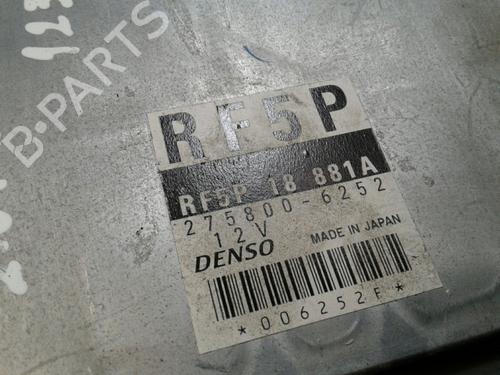 B-PARTS
RF5P
RF5P 18 881A
275800-6252
12V
DENSO MADE IN JAPAN
*006252F*